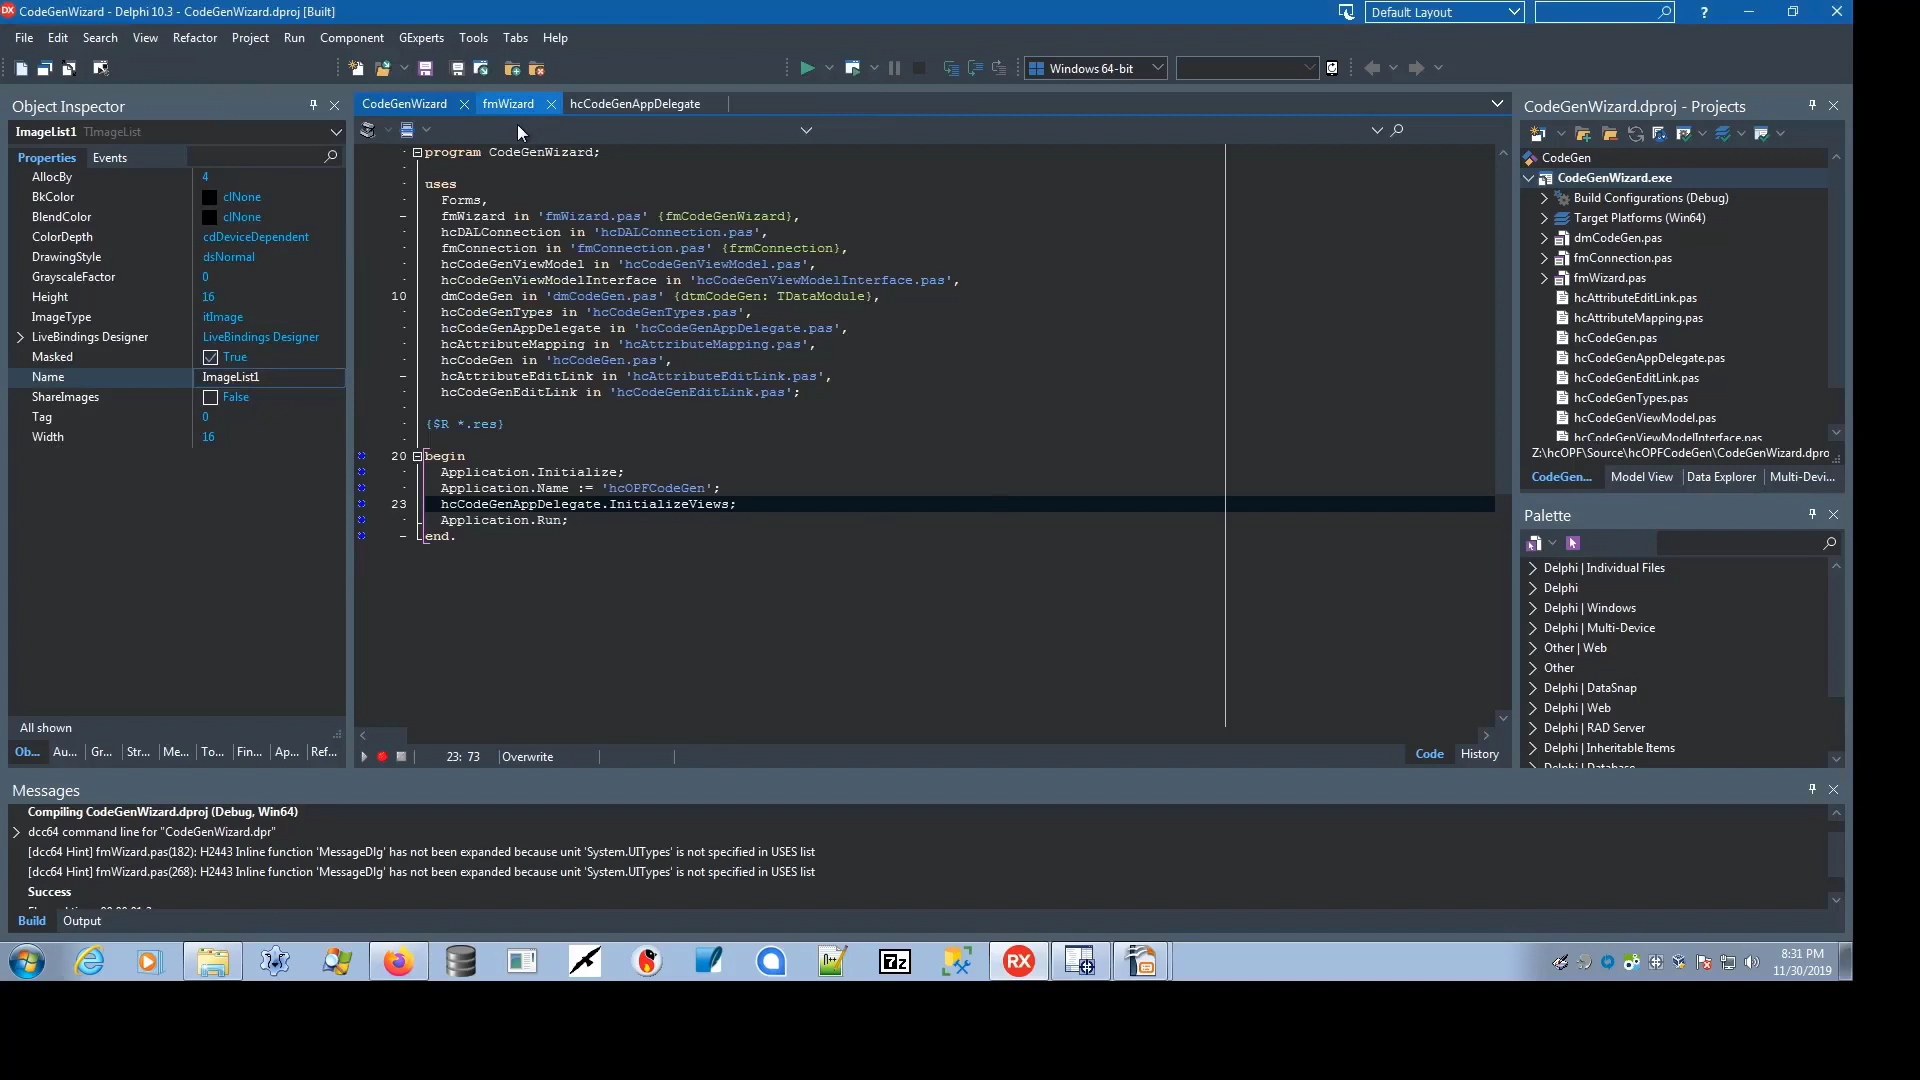 CodeGenWizard - Delphi 10.3 - CodeGenWizard.dproj [Built]
Default Layout
?
File Edit Search View Refactor Project Run Component GExperts Tools Tabs Help
Windows 64-bit
Object Inspector
ImageList1 TImageList
Properties Events
AllocBy 4
BkColor clNone
BlendColor clNone
ColorDepth cdDeviceDependent
DrawingStyle dsNormal
GrayscaleFactor 0
Height 16
ImageType itImage
LiveBindings Designer LiveBindings Designer
Masked True
Name ImageList1
ShareImages False
Tag 0
Width 16
All shown
Ob... Au... Gr... Str... Me... To... Fin... Ap... Ref...
CodeGenWizard fmWizard hcCodeGenAppDelegate
program CodeGenWizard;
uses
Forms,
fmWizard in 'fmWizard.pas' {fmCodeGenWizard},
hcDALConnection in 'hcDALConnection.pas',
fmConnection in 'fmConnection.pas' {frmConnection},
hcCodeGenViewModel in 'hcCodeGenViewModel.pas',
hcCodeGenViewModelInterface in 'hcCodeGenViewModelInterface.pas',
10 dmCodeGen in 'dmCodeGen.pas' {dtmCodeGen: TDataModule},
hcCodeGenTypes in 'hcCodeGenTypes.pas',
hcCodeGenAppDelegate in 'hcCodeGenAppDelegate.pas',
hcAttributeMapping in 'hcAttributeMapping.pas',
hcCodeGen in 'hcCodeGen.pas',
hcAttributeEditLink in 'hcAttributeEditLink.pas',
hcCodeGenEditLink in 'hcCodeGenEditLink.pas';
{$R *.res}
20 begin
Application.Initialize;
Application.Name := 'hcOPFCodeGen';
23 hcCodeGenAppDelegate.InitializeViews;
Application.Run;
end.
23: 73 Overwrite
Code History
CodeGenWizard.dproj - Projects
CodeGen
CodeGenWizard.exe
Build Configurations (Debug)
Target Platforms (Win64)
dmCodeGen.pas
fmConnection.pas
fmWizard.pas
hcAttributeEditLink.pas
hcAttributeMapping.pas
hcCodeGen.pas
hcCodeGenAppDelegate.pas
hcCodeGenEditLink.pas
hcCodeGenTypes.pas
hcCodeGenViewModel.pas
hcCodeGenViewModelInterface.pas
Z:\hcOPF\Source\hcOPFCodeGen\CodeGenWizard.dpro
CodeGen... Model View Data Explorer Multi-Devi...
Palette
Delphi | Individual Files
Delphi
Delphi | Windows
Delphi | Multi-Device
Other | Web
Other
Delphi | DataSnap
Delphi | Web
Delphi | RAD Server
Delphi | Inheritable Items
Delphi | Database
Messages
Compiling CodeGenWizard.dproj (Debug, Win64)
dcc64 command line for "CodeGenWizard.dpr"
[dcc64 Hint] fmWizard.pas(182): H2443 Inline function 'MessageDlg' has not been expanded because unit 'System.UITypes' is not specified in USES list
[dcc64 Hint] fmWizard.pas(268): H2443 Inline function 'MessageDlg' has not been expanded because unit 'System.UITypes' is not specified in USES list
Success
Build Output
7z
RX
8:31 PM
11/30/2019